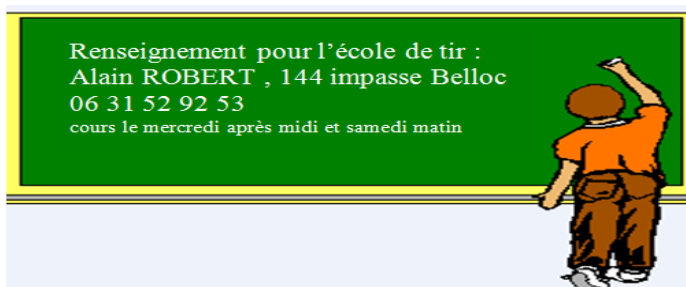 Renseignement pour l'école de tir :
Alain ROBERT , 144 impasse Belloc
06 31 52 92 53
cours le mercredi après midi et samedi matin